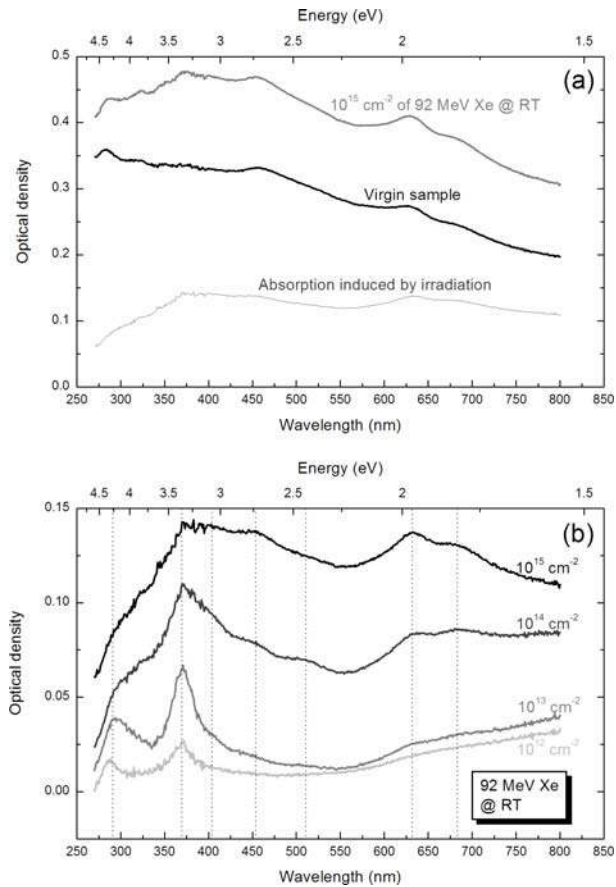 Energy (eV)
4.5 4 3.5 3 2.5 2 1.5
(a)
0.5
0.4
0.3
0.2
0.1
0.0
Optical density
10¹⁵ cm⁻² of 92 MeV Xe @ RT
Virgin sample
Absorption induced by irradiation
250 300 350 400 450 500 550 600 650 700 750 800 850
Wavelength (nm)
Energy (eV)
4.5 4 3.5 3 2.5 2 1.5
(b)
0.15
0.10
0.05
0.00
Optical density
10¹⁵ cm⁻²
10¹⁴ cm⁻²
10¹³ cm⁻²
10¹² cm⁻²
92 MeV Xe
@ RT
250 300 350 400 450 500 550 600 650 700 750 800 850
Wavelength (nm)